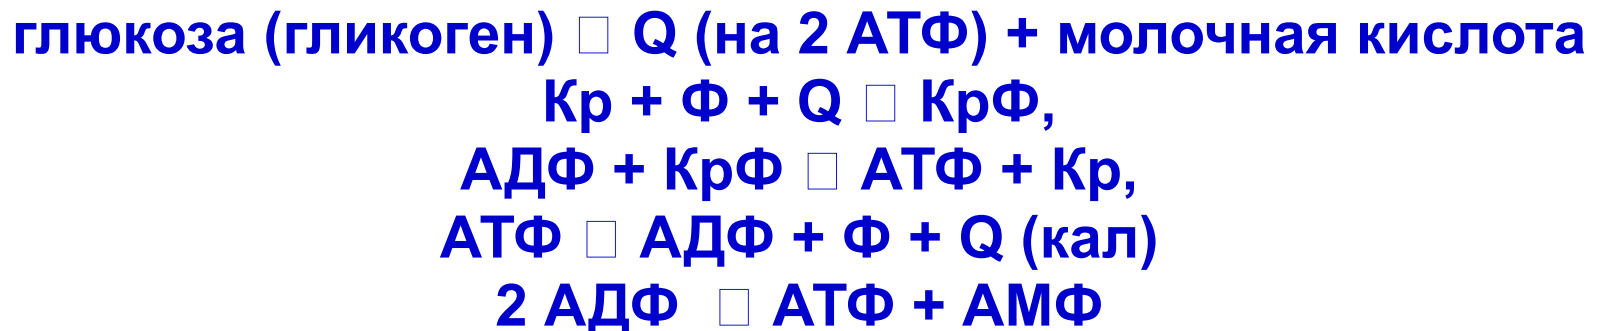 глюкоза (гликоген) □ Q (на 2 АТФ) + молочная кислота
Кр + Ф + Q □ КрФ,
АДФ + КрФ □ АТФ + Кр,
АТФ □ АДФ + Ф + Q (кал)
2 АДФ □ АТФ + АМФ